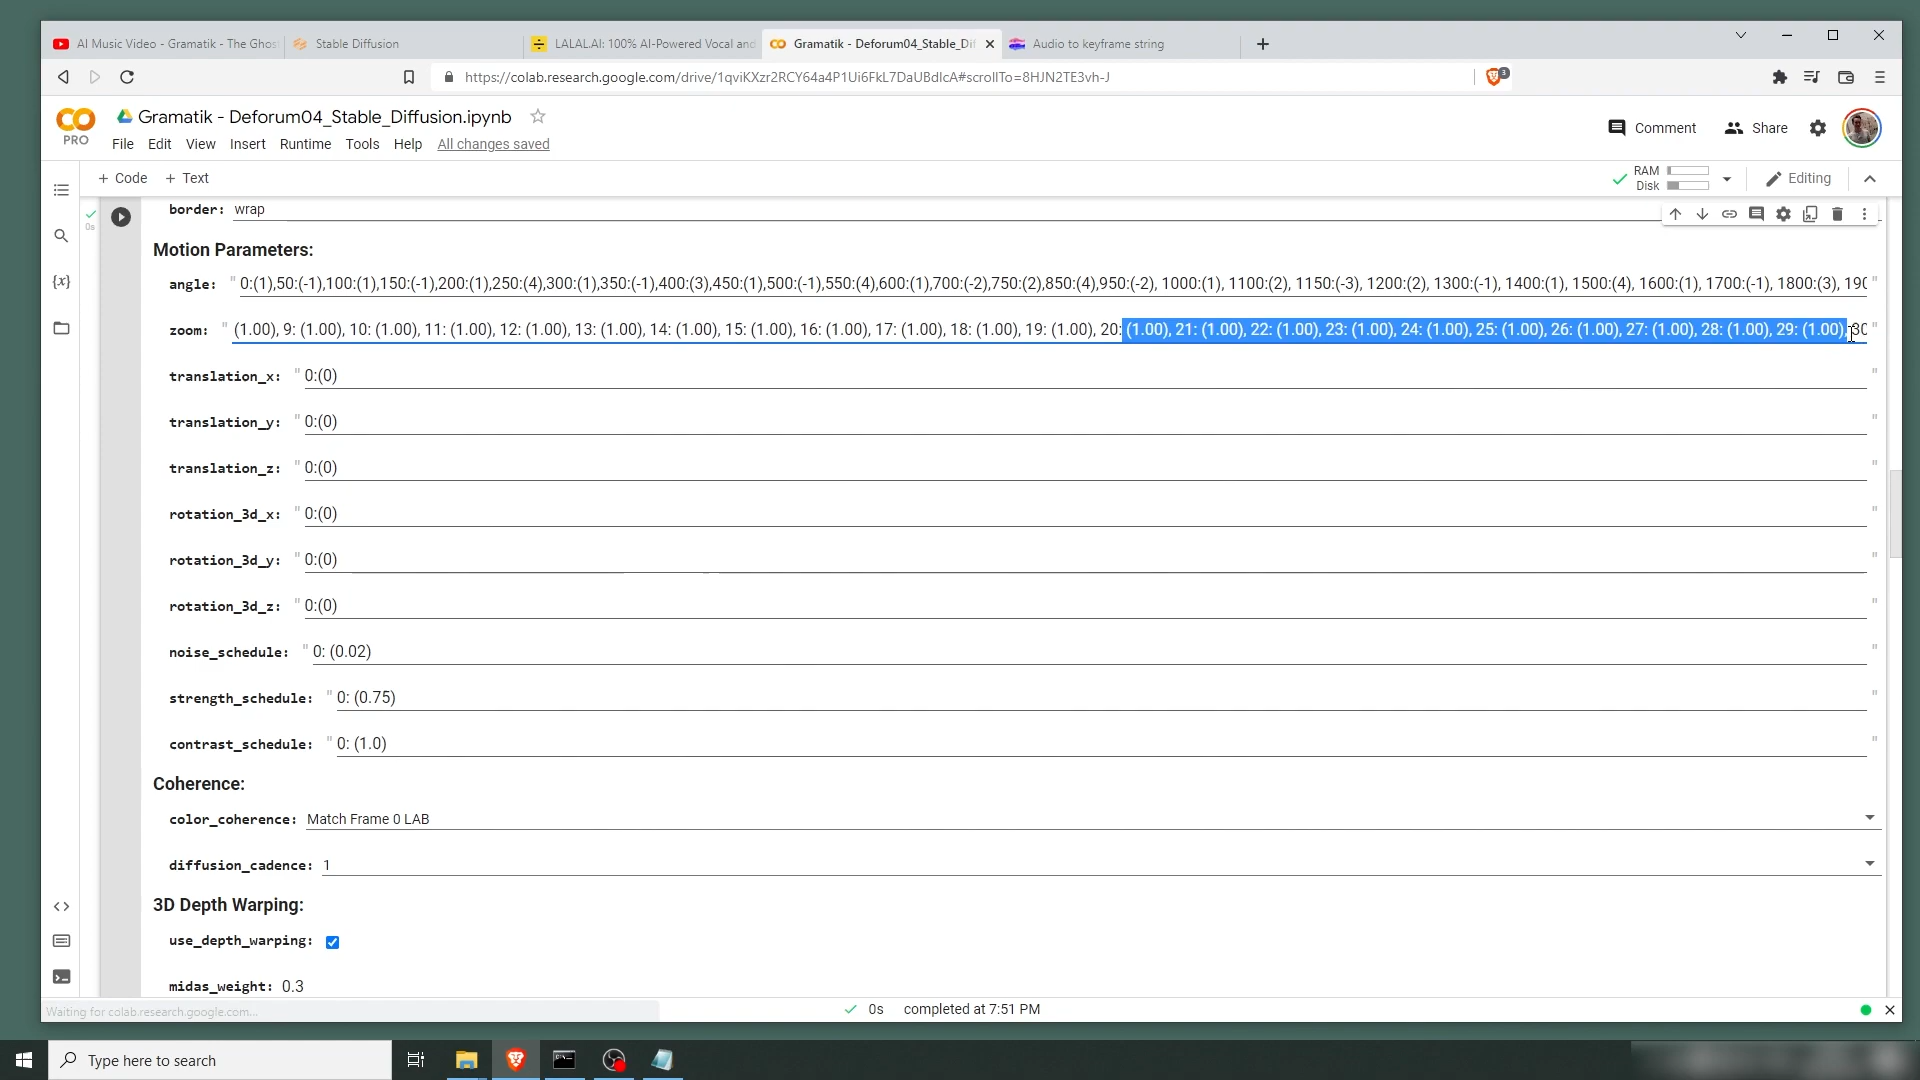 AI Music Video - Gramatik - The Ghos
Stable Diffusion
LALAL.AI: 100% AI-Powered Vocal and
Gramatik - Deforum04_Stable_Dif
Audio to keyframe string
https://colab.research.google.com/drive/1qviKXzr2RCY64a4P1Ui6FkL7DaUBdlcA#scrollTo=8HJN2TE3vh-J
3
PRO
Gramatik - Deforum04_Stable_Diffusion.ipynb
File Edit View Insert Runtime Tools Help All changes saved
Comment
Share
+ Code + Text
RAM
Disk
Editing
0s
border: wrap
Motion Parameters:
angle: " 0:(1),50:(-1),100:(1),150:(-1),200:(1),250:(4),300:(1),350:(-1),400:(3),450:(1),500:(-1),550:(4),600:(1),700:(-2),750:(2),850:(4),950:(-2), 1000:(1), 1100:(2), 1150:(-3), 1200:(2), 1300:(-1), 1400:(1), 1500:(4), 1600:(1), 1700:(-1), 1800:(3), 190 "
zoom: " (1.00), 9: (1.00), 10: (1.00), 11: (1.00), 12: (1.00), 13: (1.00), 14: (1.00), 15: (1.00), 16: (1.00), 17: (1.00), 18: (1.00), 19: (1.00), 20: (1.00), 21: (1.00), 22: (1.00), 23: (1.00), 24: (1.00), 25: (1.00), 26: (1.00), 27: (1.00), 28: (1.00), 29: (1.00), 30 "
translation_x: " 0:(0) "
translation_y: " 0:(0) "
translation_z: " 0:(0) "
rotation_3d_x: " 0:(0) "
rotation_3d_y: " 0:(0) "
rotation_3d_z: " 0:(0) "
noise_schedule: " 0: (0.02) "
strength_schedule: " 0: (0.75) "
contrast_schedule: " 0: (1.0) "
Coherence:
color_coherence: Match Frame 0 LAB
diffusion_cadence: 1
3D Depth Warping:
use_depth_warping:
midas_weight: 0.3
Waiting for colab.research.google.com...
0s completed at 7:51 PM
Type here to search